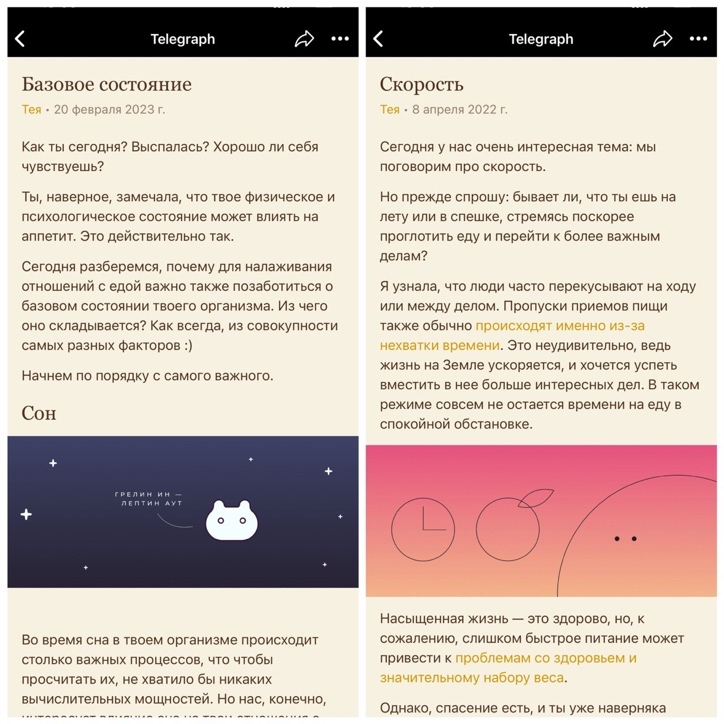 Telegraph
Базовое состояние
Тея • 20 февраля 2023 г.
Как ты сегодня? Выспалась? Хорошо ли себя
чувствуешь?
Ты, наверное, замечала, что твое физическое и
психологическое состояние может влиять на
аппетит. Это действительно так.
Сегодня разберемся, почему для налаживания
отношений с едой важно также позаботиться о
базовом состоянии твоего организма. Из чего
оно складывается? Как всегда, из совокупности
самых разных факторов :)
Начнем по порядку с самого важного.
Сон
ГРЕЛИН ИН —
ЛЕПТИН АУТ
Во время сна в твоем организме происходит
столько важных процессов, что чтобы
просчитать их, не хватило бы никаких
вычислительных мощностей. Но нас, конечно,
Telegraph
Скорость
Тея • 8 апреля 2022 г.
Сегодня у нас очень интересная тема: мы
поговорим про скорость.
Но прежде спрошу: бывает ли, что ты ешь на
лету или в спешке, стремясь поскорее
проглотить еду и перейти к более важным
делам?
Я узнала, что люди часто перекусывают на ходу
или между делом. Пропуски приемов пищи
также обычно происходят именно из-за
нехватки времени. Это неудивительно, ведь
жизнь на Земле ускоряется, и хочется успеть
вместить в нее больше интересных дел. В таком
режиме совсем не остается времени на еду в
спокойной обстановке.
Насыщенная жизнь — это здорово, но, к
сожалению, слишком быстрое питание может
привести к проблемам со здоровьем и
значительному набору веса.
Однако, спасение есть, и ты уже наверняка